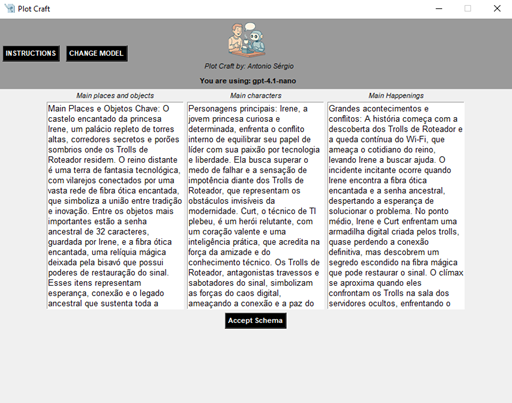 Plot Craft
INSTRUCTIONS
CHANGE MODEL
Plot Craft by: Antonio Sérgio
You are using: gpt-4.1-nano
Main places and objects
Main Places e Objetos Chave: O
castelo encantado da princesa
Irene, um palácio repleto de torres
altas, corredores secretos e porões
sombrios onde os Trolls de
Roteador residem. O reino distante
é uma terra de fantasia tecnológica,
com vilarejos conectados por uma
vasta rede de fibra ótica encantada,
que simboliza a união entre tradição
e inovação. Entre os objetos mais
importantes estão a senha
ancestral de 32 caracteres,
guardada por Irene, e a fibra ótica
encantada, uma relíquia mágica
deixada pela bisavó que possui
poderes de restauração do sinal.
Esses itens representam
esperança, conexão e o legado
ancestral que sustenta toda a
Main characters
Personagens principais: Irene, a
jovem princesa curiosa e
determinada, enfrenta o conflito
interno de equilibrar seu papel de
líder com sua paixão por tecnologia
e liberdade. Ela busca superar o
medo de falhar e a sensação de
impotência diante dos Trolls de
Roteador, que representam os
obstáculos invisíveis da
modernidade. Curt, o técnico de TI
plebeu, é um herói relutante, com
um coração valente e uma
inteligência prática, que acredita na
força da amizade e do
conhecimento técnico. Os Trolls de
Roteador, antagonistas travessos e
sabotadores do sinal, simbolizam
as forças do caos digital,
ameaçando a conexão e a paz do
Main Happenings
Grandes acontecimentos e
conflitos: A história começa com a
descoberta dos Trolls de Roteador e
a queda contínua do Wi-Fi, que
ameaça o cotidiano do reino,
levando Irene a buscar ajuda. O
incidente incitante ocorre quando
Irene encontra a fibra ótica
encantada e a senha ancestral,
despertando a esperança de
solucionar o problema. No ponto
médio, Irene e Curt enfrentam uma
armadilha digital criada pelos trolls,
quase perdendo a conexão
definitiva, mas descobrem um
segredo escondido na fibra mágica
que pode restaurar o sinal. O clímax
se aproxima quando eles
confrontam os Trolls na sala dos
servidores ocultos, enfrentando o
Accept Schema